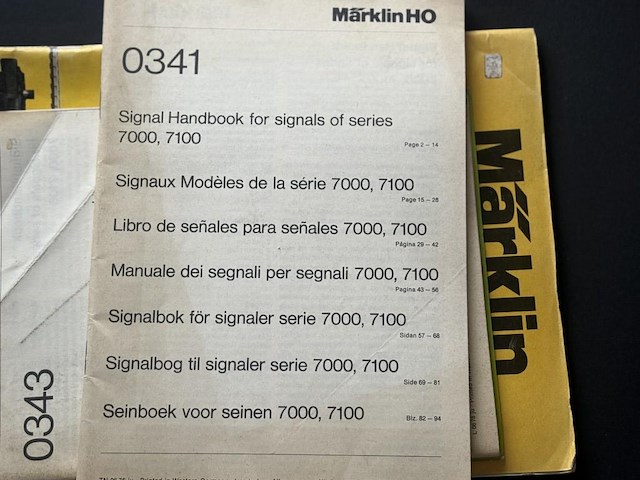 Märklin HO
0341
Signal Handbook for signals of series
7000, 7100
Page 2 – 14
Signaux Modèles de la série 7000, 7100
Page 15 – 28
Libro de señales para señales 7000, 7100
Página 29 – 42
Manuale dei segnali per segnali 7000, 7100
Pagina 43 – 56
Signalbok för signaler serie 7000, 7100
Sidan 57 – 68
Signalbog til signaler serie 7000, 7100
Side 69 – 81
Seinboek voor seinen 7000, 7100
Blz. 82 – 94
0343
Märklin